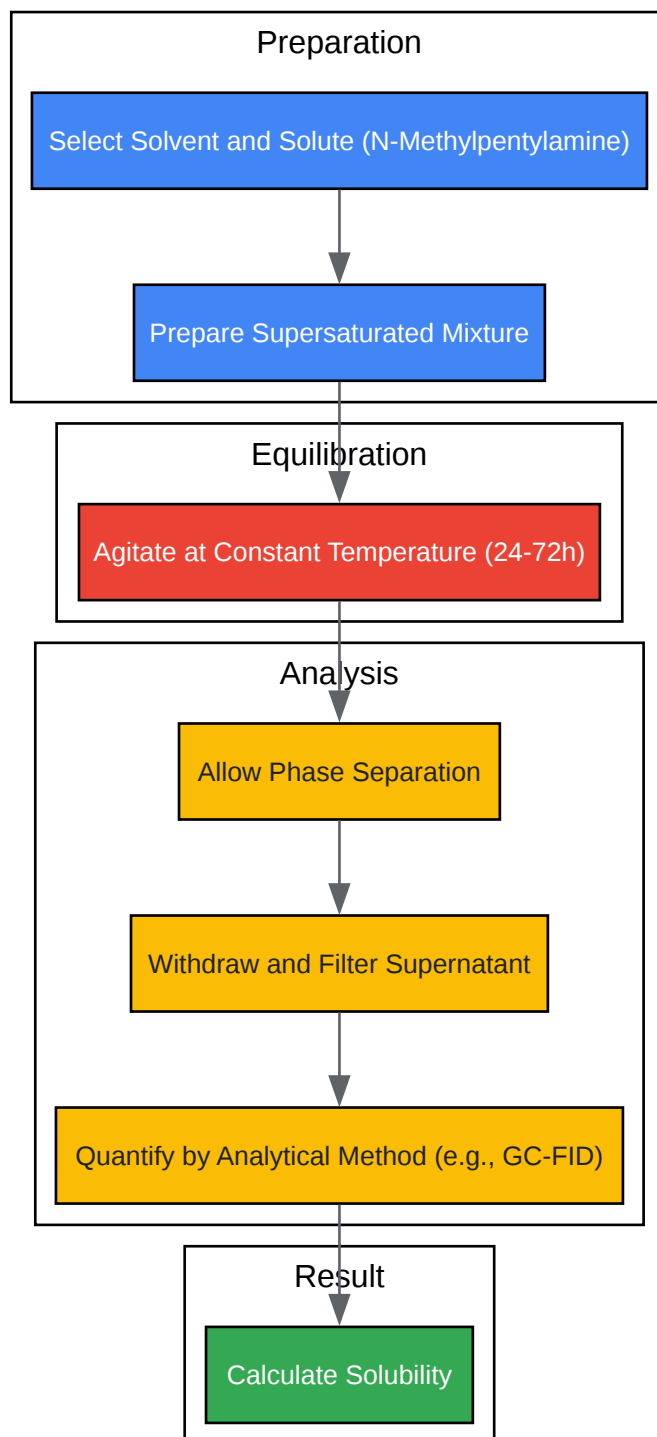 Preparation
Select Solvent and Solute (N-Methylpentylamine)
Prepare Supersaturated Mixture
Equilibration
Agitate at Constant Temperature (24-72h)
Analysis
Allow Phase Separation
Withdraw and Filter Supernatant
Quantify by Analytical Method (e.g., GC-FID)
Result
Calculate Solubility